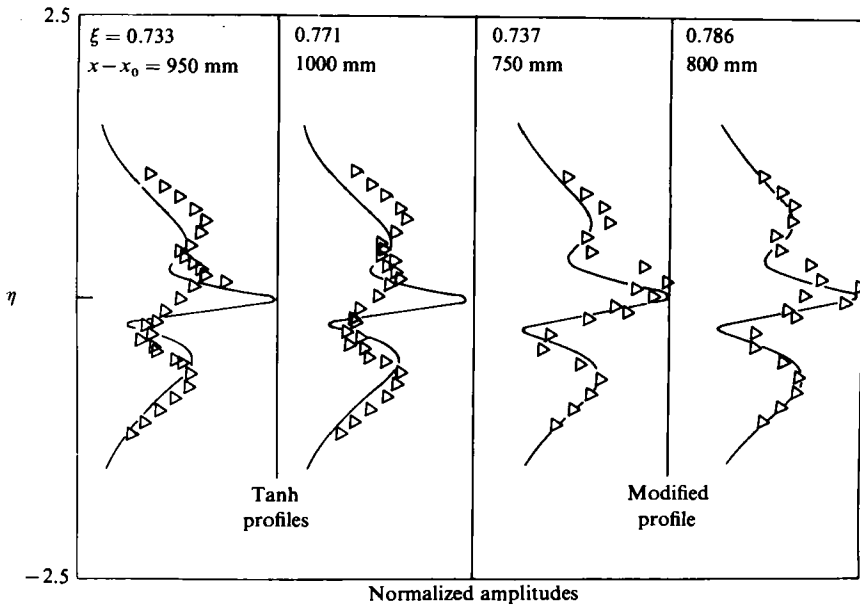 2.5
ξ = 0.733
x−x₀ = 950 mm
0.771
1000 mm
0.737
750 mm
0.786
800 mm
η
Tanh
profiles
Modified
profile
−2.5
Normalized amplitudes